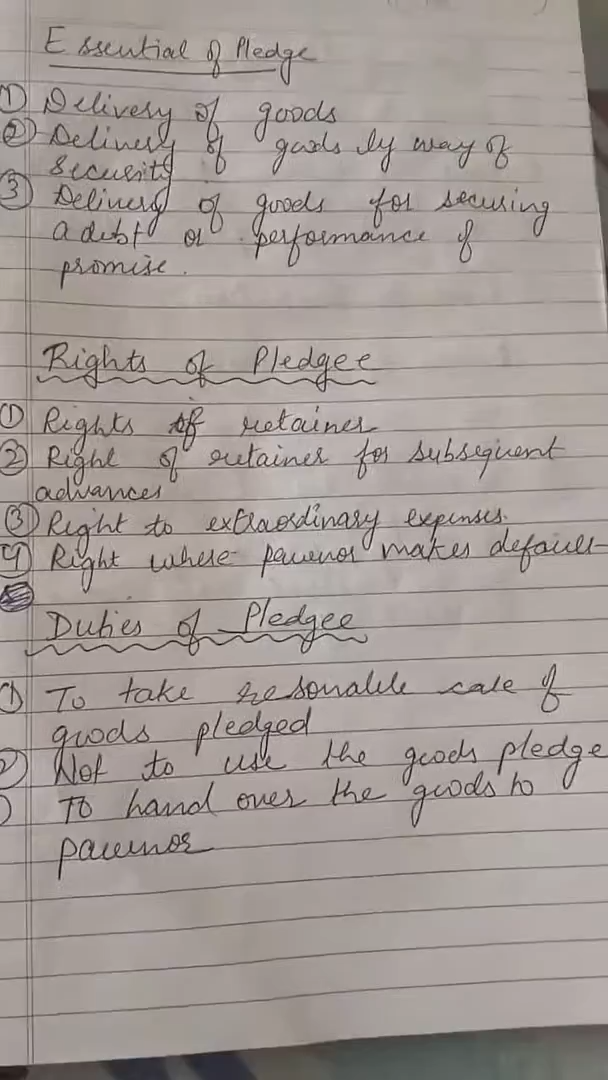 Essential of Pledge
① Delivery of goods
② Delivery of goods by way of
security
③ Delivery of goods for securing
a debt or performance of
promise.
Rights of Pledgee
① Rights of retainer
② Right of retainer for subsequent
advances
③ Right to extraordinary expenses.
④ Right where pawnor makes default
Duties of Pledgee
① To take resonable care of
goods pledged
② Not to use the goods pledge
To hand over the goods to
pawnor